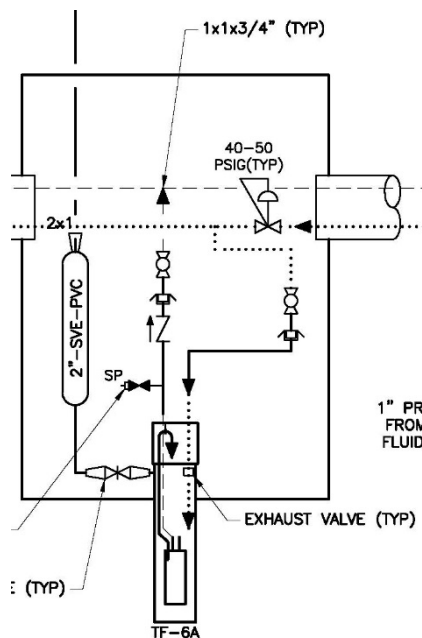 1x1x3/4" (TYP)
40-50
PSIG(TYP)
2x1
2"-SVE-PVC
SP
1" PR
FROM
FLUID
EXHAUST VALVE (TYP)
E (TYP)
TF-6A